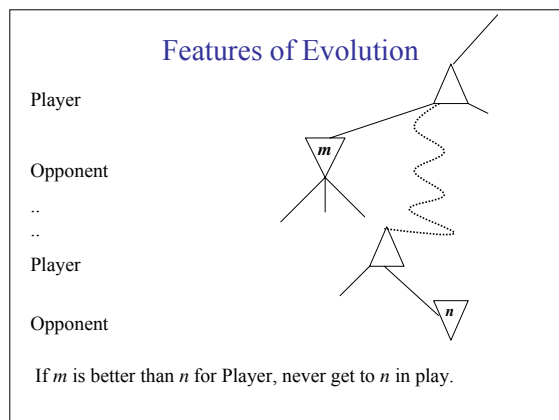 Features of Evolution
Player
m
Opponent
..
..
Player
n
Opponent
If m is better than n for Player, never get to n in play.